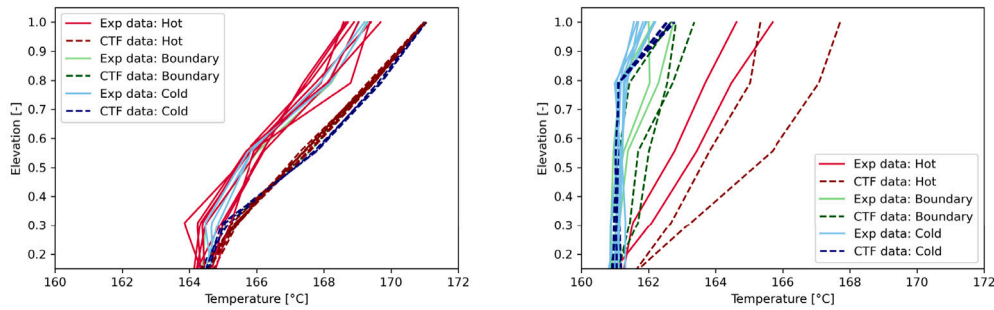 Exp data: Hot
CTF data: Hot
Exp data: Boundary
CTF data: Boundary
Exp data: Cold
CTF data: Cold
1.0
0.9
0.8
0.7
0.6
0.5
0.4
0.3
0.2
Elevation [-]
160 162 164 166 168 170 172
Temperature [°C]
1.0
0.9
0.8
0.7
0.6
0.5
0.4
0.3
0.2
Elevation [-]
Exp data: Hot
CTF data: Hot
Exp data: Boundary
CTF data: Boundary
Exp data: Cold
CTF data: Cold
160 162 164 166 168 170 172
Temperature [°C]